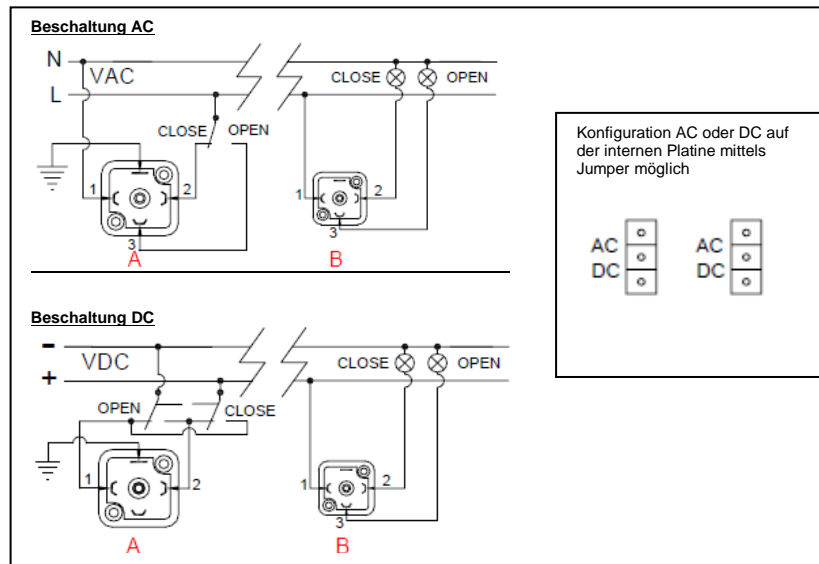 Beschaltung AC
N
VAC
L
CLOSE OPEN
1
2
3
A
CLOSE OPEN
1
2
3
B
Beschaltung DC
-
VDC
+
OPEN CLOSE
1
2
A
CLOSE OPEN
1
2
3
B
Konfiguration AC oder DC auf
der internen Platine mittels
Jumper möglich
AC AC
DC DC